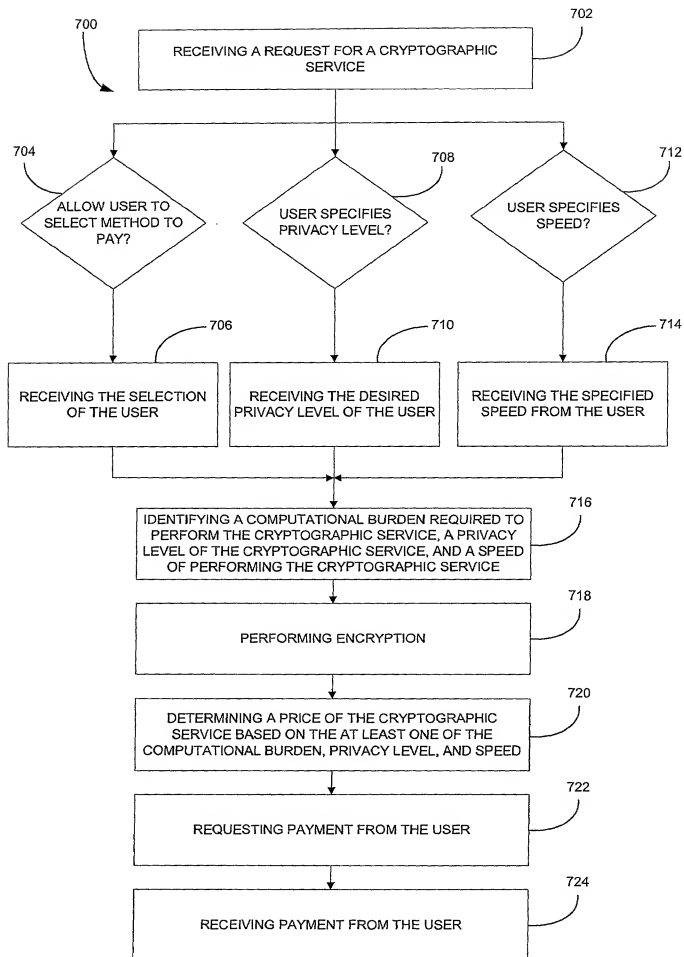 700
RECEIVING A REQUEST FOR A CRYPTOGRAPHIC
SERVICE
702
704
ALLOW USER TO
SELECT METHOD TO
PAY?
708
USER SPECIFIES
PRIVACY LEVEL?
712
USER SPECIFIES
SPEED?
706
RECEIVING THE SELECTION
OF THE USER
710
RECEIVING THE DESIRED
PRIVACY LEVEL OF THE USER
714
RECEIVING THE SPECIFIED
SPEED FROM THE USER
716
IDENTIFYING A COMPUTATIONAL BURDEN REQUIRED TO
PERFORM THE CRYPTOGRAPHIC SERVICE, A PRIVACY
LEVEL OF THE CRYPTOGRAPHIC SERVICE, AND A SPEED
OF PERFORMING THE CRYPTOGRAPHIC SERVICE
718
PERFORMING ENCRYPTION
720
DETERMINING A PRICE OF THE CRYPTOGRAPHIC
SERVICE BASED ON THE AT LEAST ONE OF THE
COMPUTATIONAL BURDEN, PRIVACY LEVEL, AND SPEED
722
REQUESTING PAYMENT FROM THE USER
724
RECEIVING PAYMENT FROM THE USER